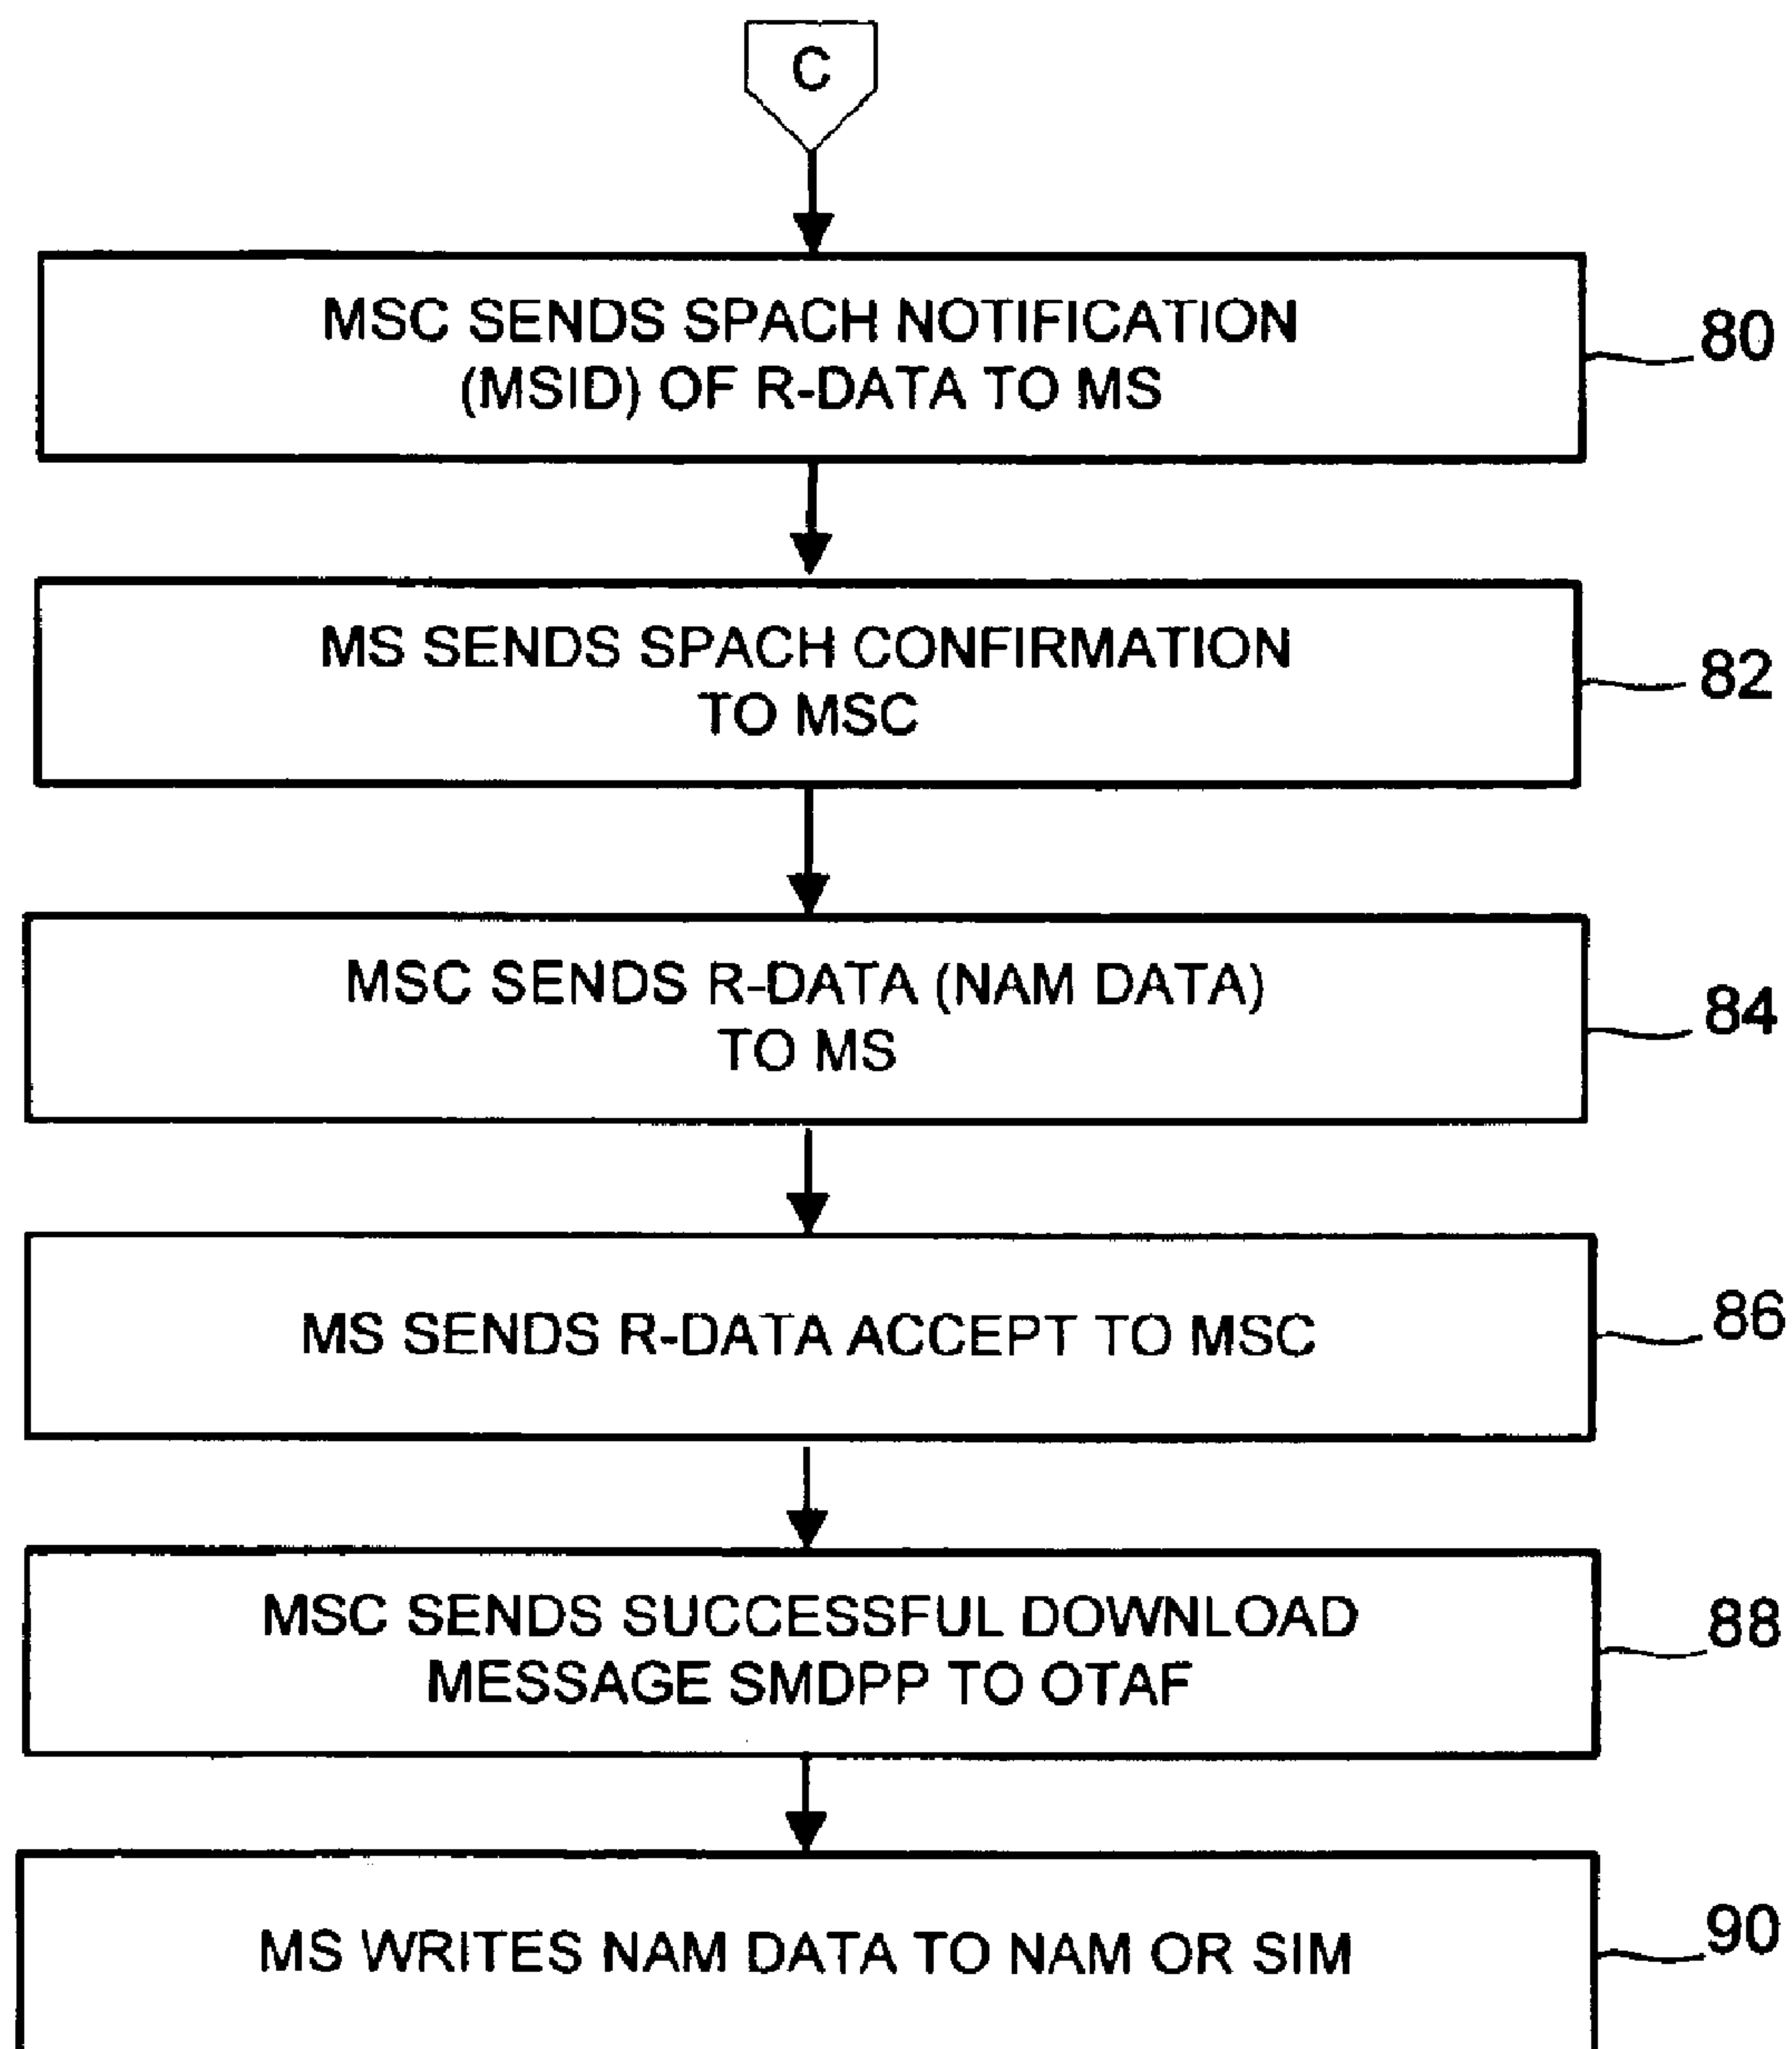 C
MSC SENDS SPACH NOTIFICATION
(MSID) OF R-DATA TO MS
80
MS SENDS SPACH CONFIRMATION
TO MSC
82
MSC SENDS R-DATA (NAM DATA)
TO MS
84
MS SENDS R-DATA ACCEPT TO MSC
86
MSC SENDS SUCCESSFUL DOWNLOAD
MESSAGE SMDPP TO OTAF
88
MS WRITES NAM DATA TO NAM OR SIM
90